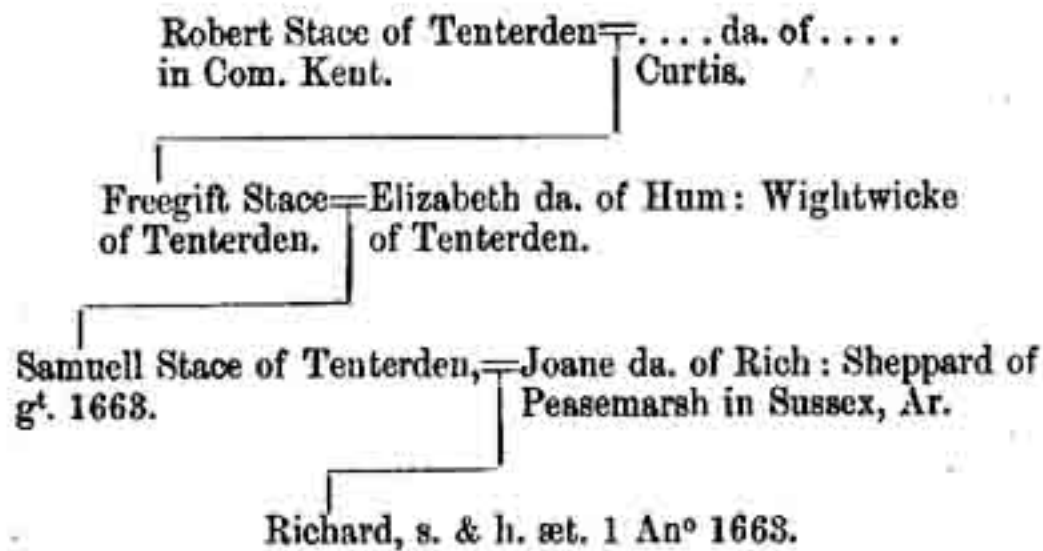 Robert Stace of Tenterden=. . . . da. of . . . .
in Com. Kent. Curtis.
Freegift Stace=Elizabeth da. of Hum : Wightwicke
of Tenterden. of Tenterden.
Samuell Stace of Tenterden,=Joane da. of Rich : Sheppard of
gᵗ. 1663. Peasemarsh in Sussex, Ar.
Richard, s. & h. æt. 1 Anº 1663.